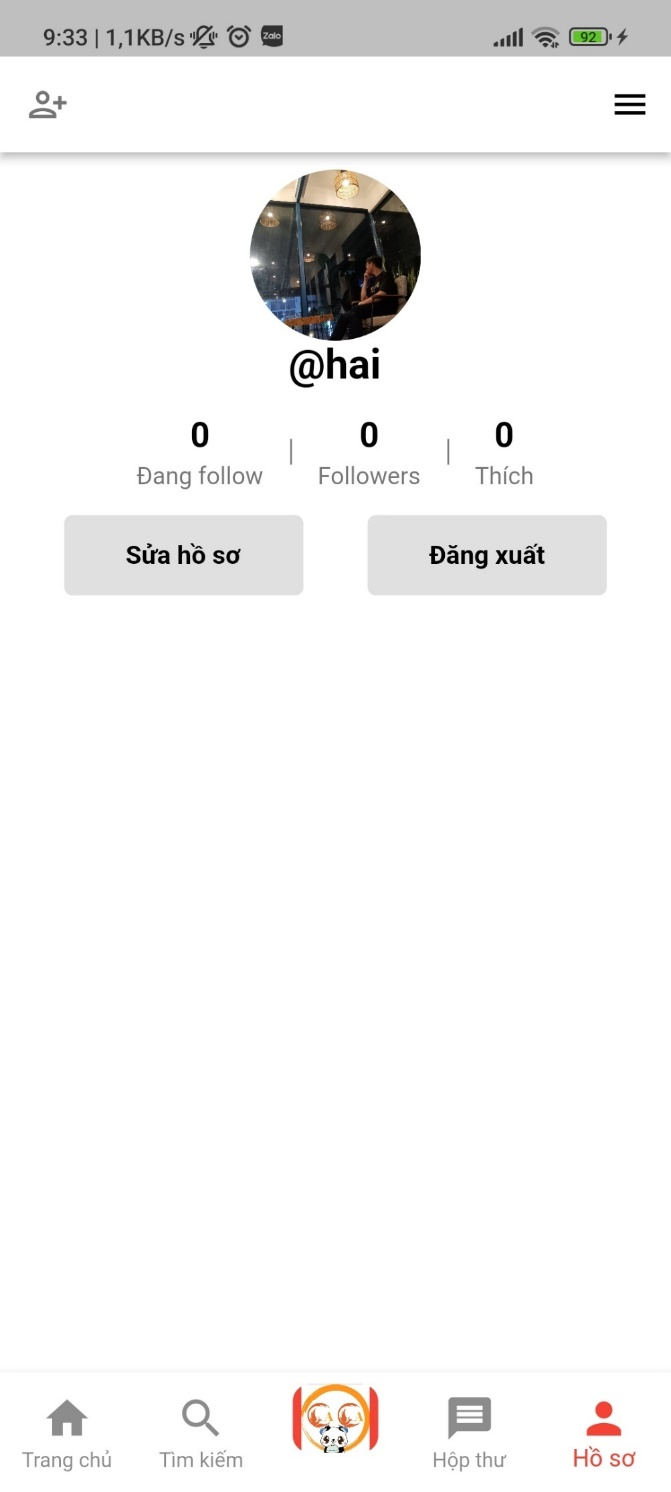 9:33 | 1,1KB/s Zalo 92
@hai
0 0 0
Đang follow | Followers | Thích
Sửa hồ sơ Đăng xuất
Trang chủ Tìm kiếm Hộp thư Hồ sơ